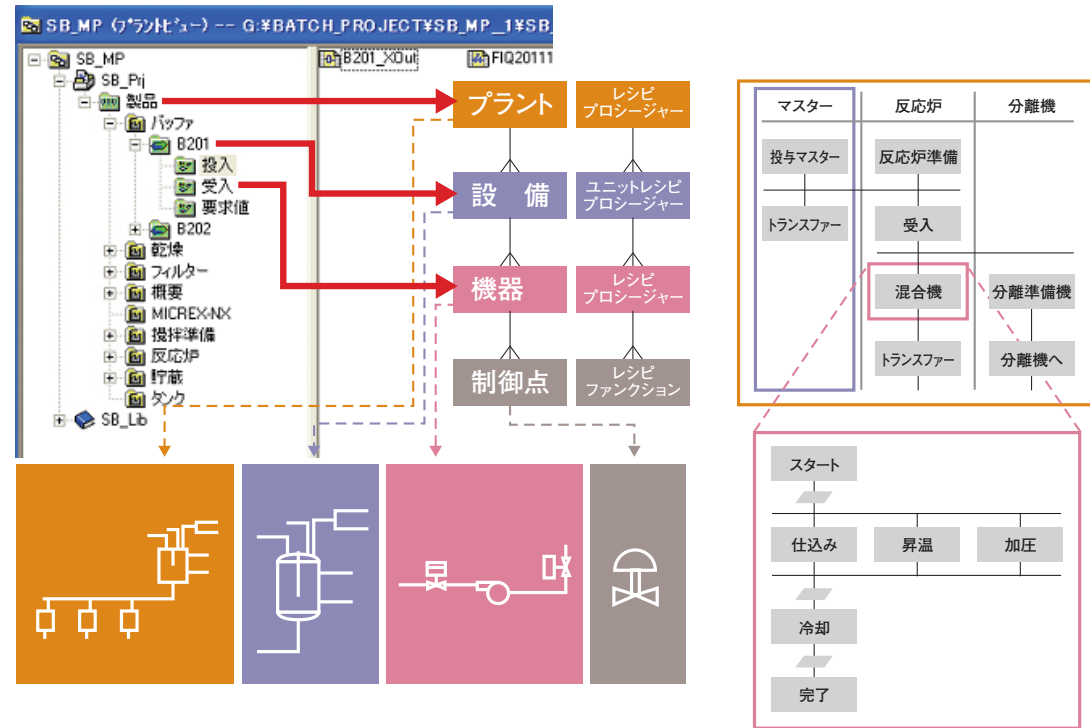 SB_MP (プラントビュー) -- G:¥BATCH_PROJECT¥SB_MP__1¥SB_
SB_MP
SB_Prj
製品
バッファ
B201
投入
受入
要求値
B202
乾燥
フィルター
概要
MICREX-NX
攪拌準備
反応炉
貯蔵
タンク
SB_Lib
B201_XOut
FIQ20111
プラント
レシピ
プロシージャー
設 備
ユニットレシピ
プロシージャー
機器
レシピ
プロシージャー
制御点
レシピ
ファンクション
マスター
反応炉
分離機
投与マスター
反応炉準備
トランスファー
受入
混合機
分離準備機
トランスファー
分離機へ
スタート
仕込み
昇温
加圧
冷却
完了